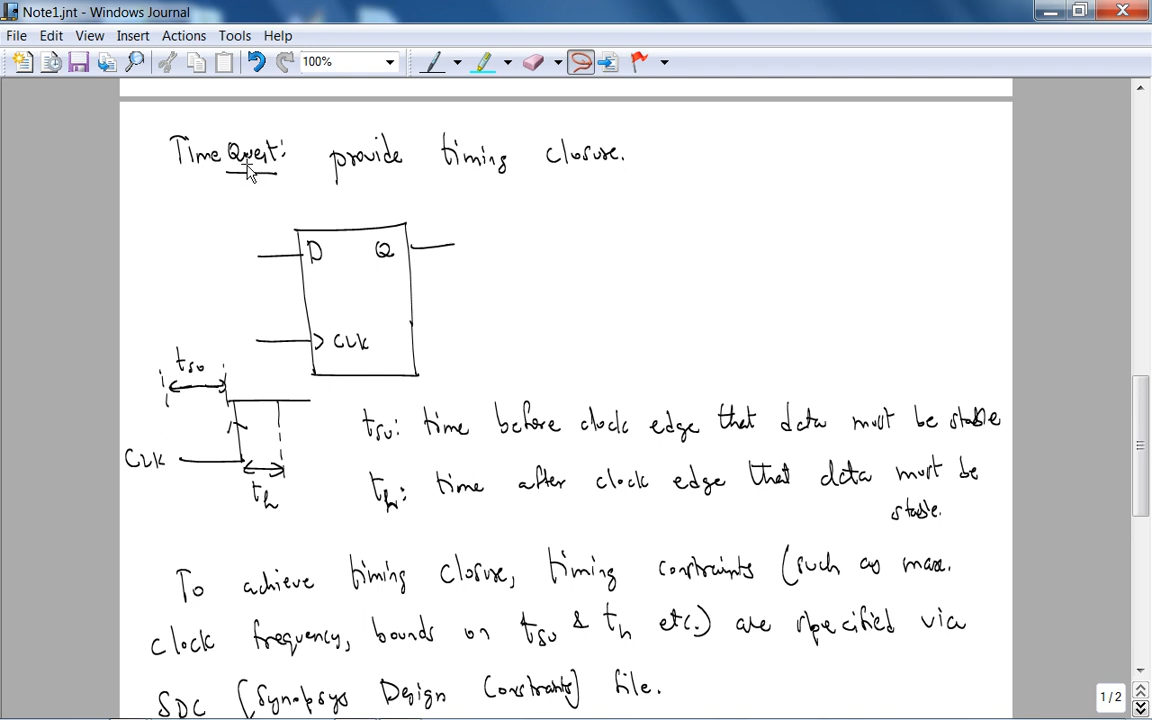 Note1.jnt - Windows Journal
File Edit View Insert Actions Tools Help
100%
TimeQuest: provide timing closure.
D Q
CLK
tsu
CLK
th
tsu: time before clock edge that data must be stable
th: time after clock edge that data must be
stable.
To achieve timing closure, timing constraints (such as max.
clock frequency, bounds on tsu & th etc.) are specified via
SDC (Synopsys Design Constraints) file.
1/2